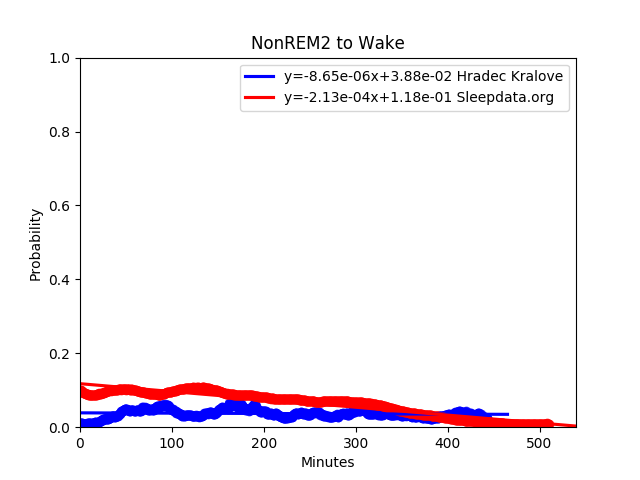 NonREM2 to Wake
y=-8.65e-06x+3.88e-02 Hradec Kralove
y=-2.13e-04x+1.18e-01 Sleepdata.org
1.0
0.8
0.6
0.4
0.2
0.0
Probability
0 100 200 300 400 500
Minutes